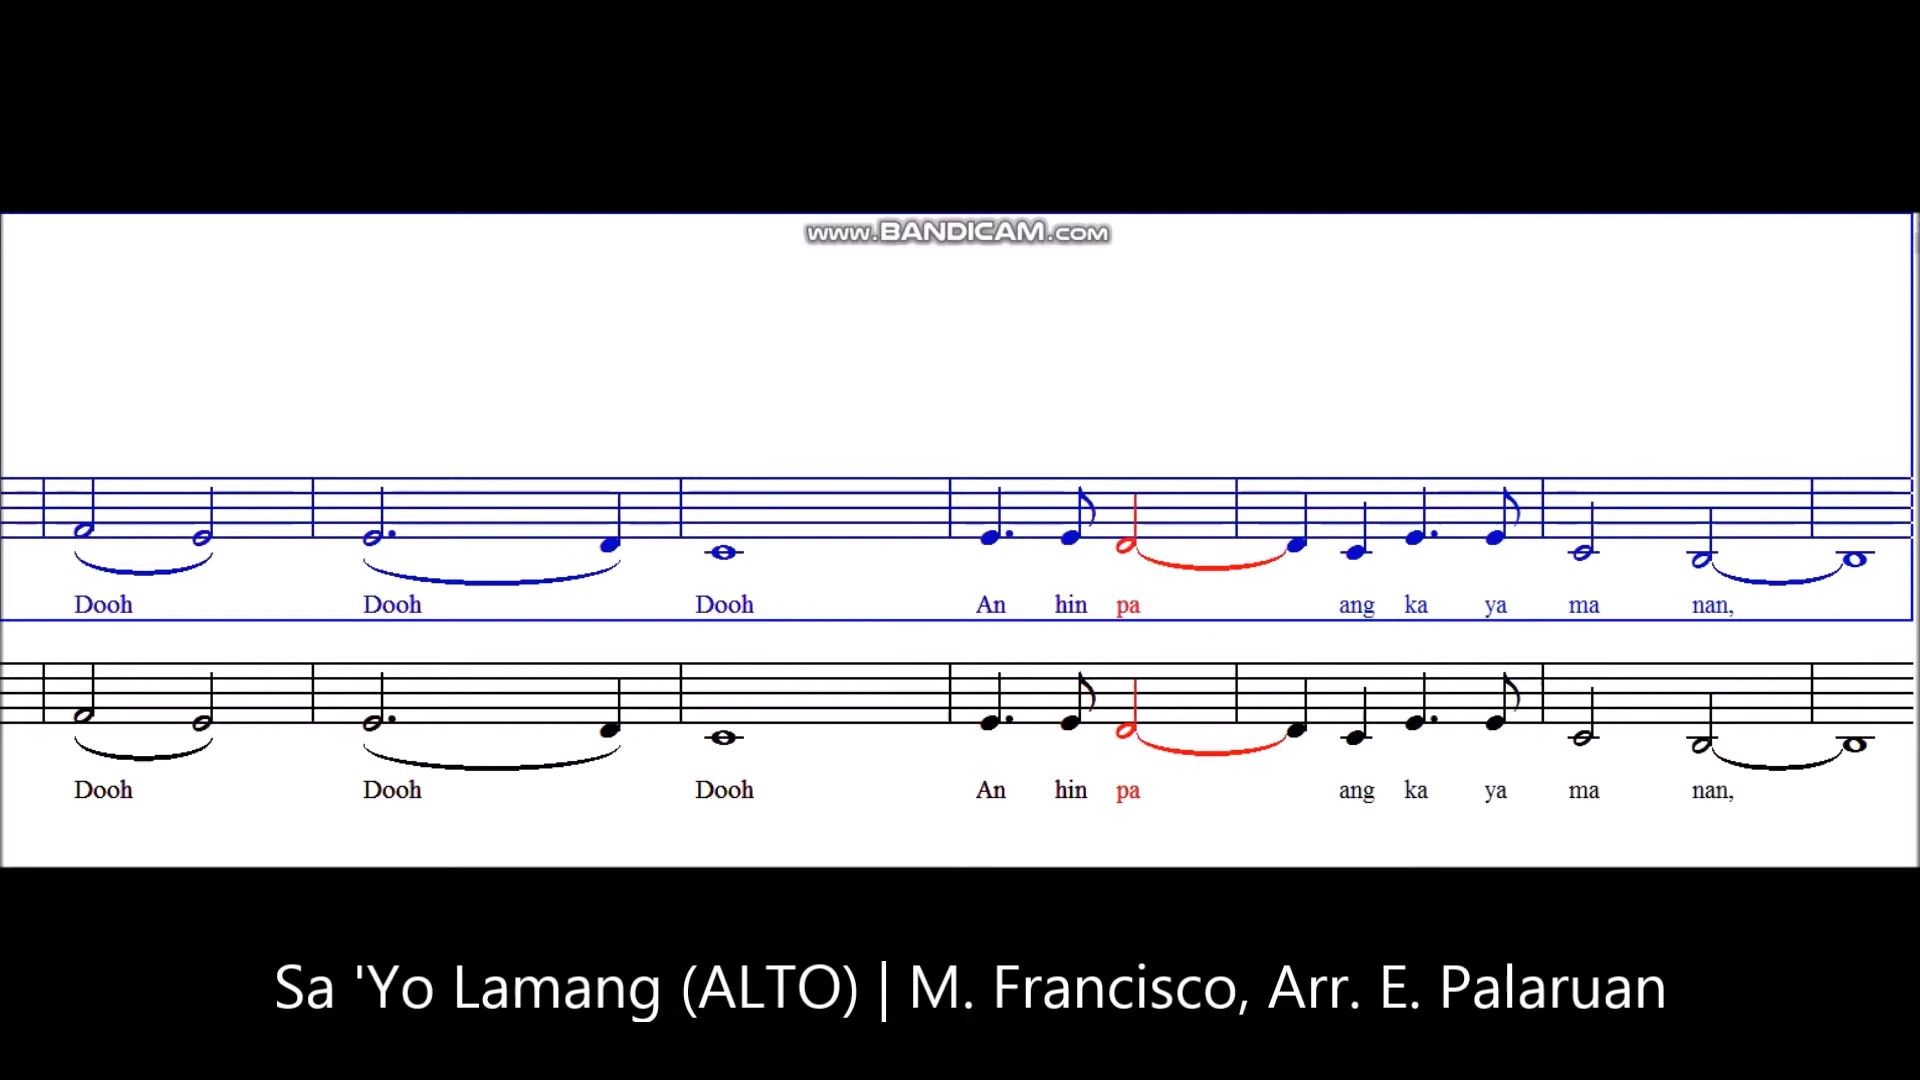 www.BANDICAM.com
Dooh Dooh Dooh An hin pa ang ka ya ma nan,
Dooh Dooh Dooh An hin pa ang ka ya ma nan,
Sa 'Yo Lamang (ALTO) | M. Francisco, Arr. E. Palaruan